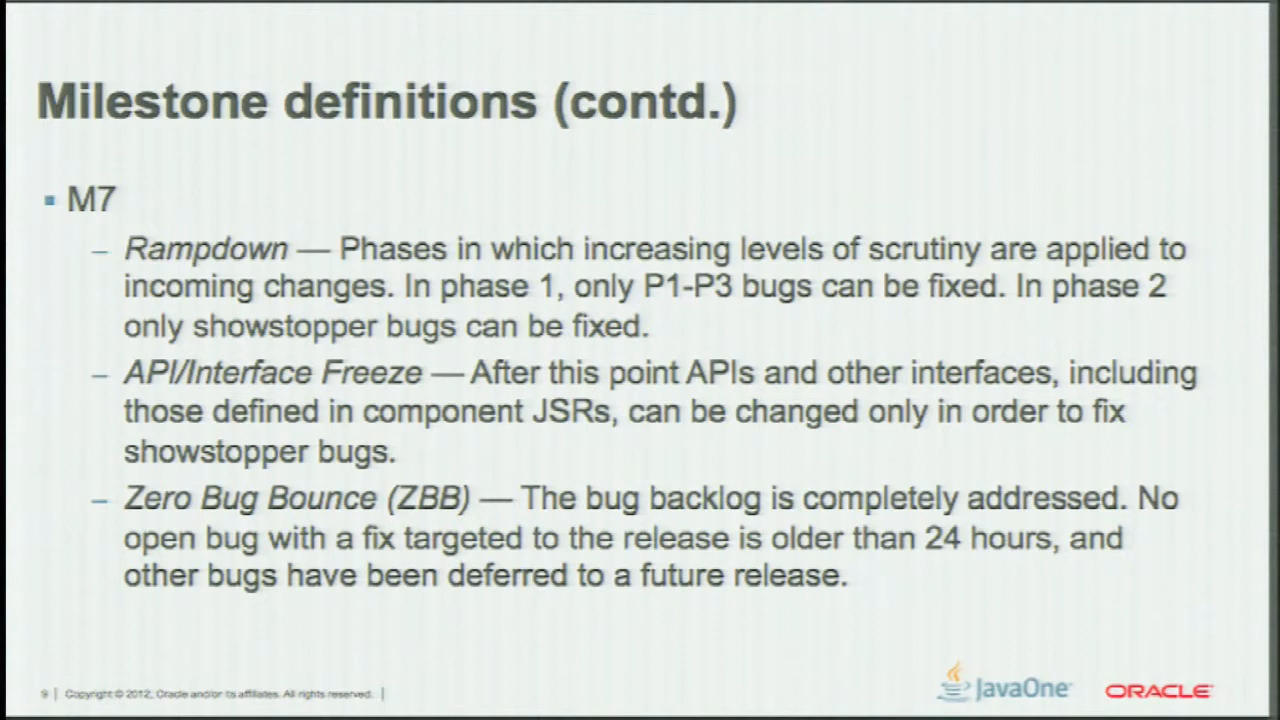 Milestone definitions (contd.)
▪ M7
– Rampdown — Phases in which increasing levels of scrutiny are applied to
incoming changes. In phase 1, only P1-P3 bugs can be fixed. In phase 2
only showstopper bugs can be fixed.
– API/Interface Freeze — After this point APIs and other interfaces, including
those defined in component JSRs, can be changed only in order to fix
showstopper bugs.
– Zero Bug Bounce (ZBB) — The bug backlog is completely addressed. No
open bug with a fix targeted to the release is older than 24 hours, and
other bugs have been deferred to a future release.
9 | Copyright © 2012, Oracle and/or its affiliates. All rights reserved. |
JavaOne™ ORACLE®